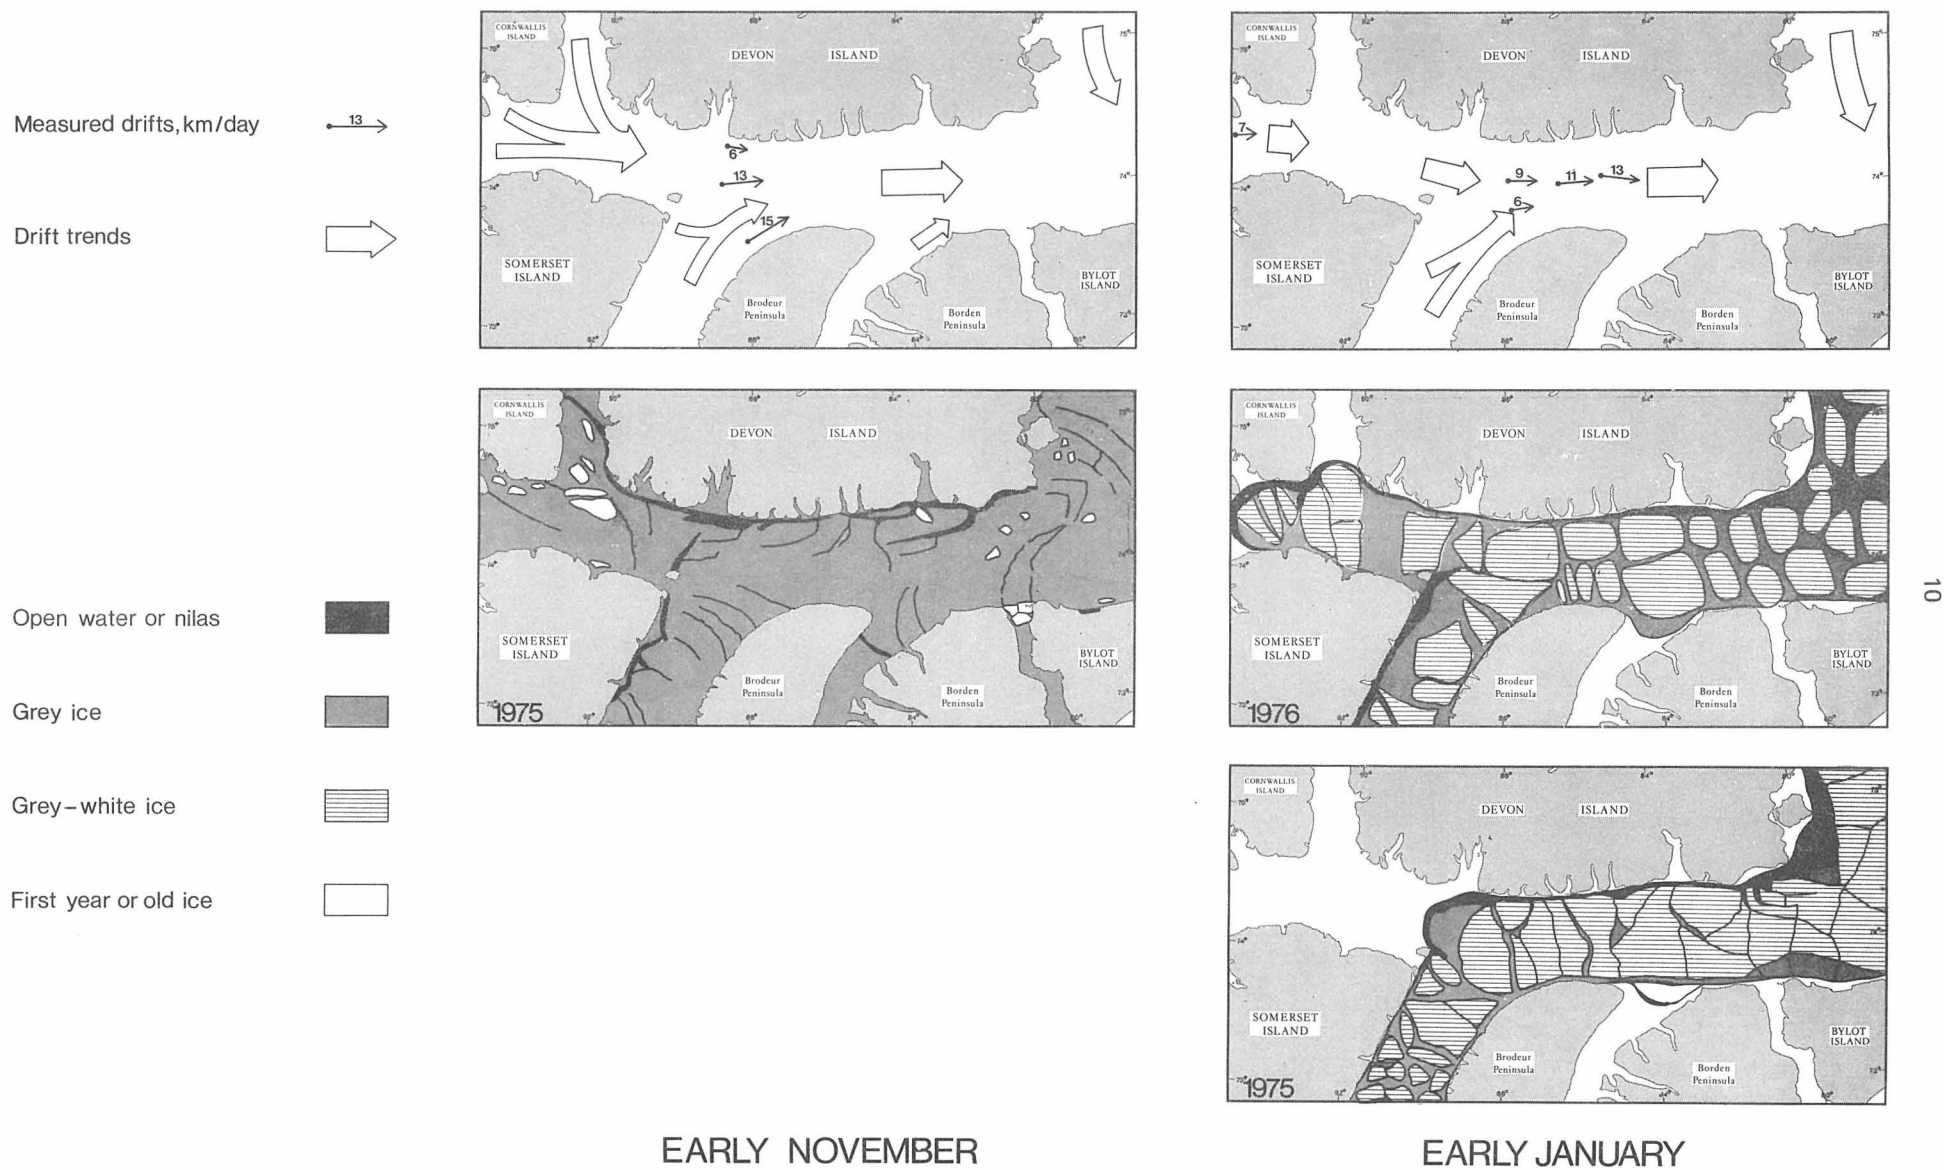 Measured drifts, km/day
13
Drift trends
Open water or nilas
Grey ice
Grey-white ice
First year or old ice
CORNWALLIS
ISLAND
DEVON ISLAND
6
13
15
SOMERSET
ISLAND
Brodeur
Peninsula
Borden
Peninsula
BYLOT
ISLAND
CORNWALLIS
ISLAND
DEVON ISLAND
7
9
11
13
6
SOMERSET
ISLAND
Brodeur
Peninsula
Borden
Peninsula
BYLOT
ISLAND
CORNWALLIS
ISLAND
DEVON ISLAND
SOMERSET
ISLAND
Brodeur
Peninsula
Borden
Peninsula
BYLOT
ISLAND
1975
CORNWALLIS
ISLAND
DEVON ISLAND
SOMERSET
ISLAND
Brodeur
Peninsula
Borden
Peninsula
BYLOT
ISLAND
1976
CORNWALLIS
ISLAND
DEVON ISLAND
SOMERSET
ISLAND
Brodeur
Peninsula
Borden
Peninsula
BYLOT
ISLAND
1975
EARLY NOVEMBER
EARLY JANUARY
10